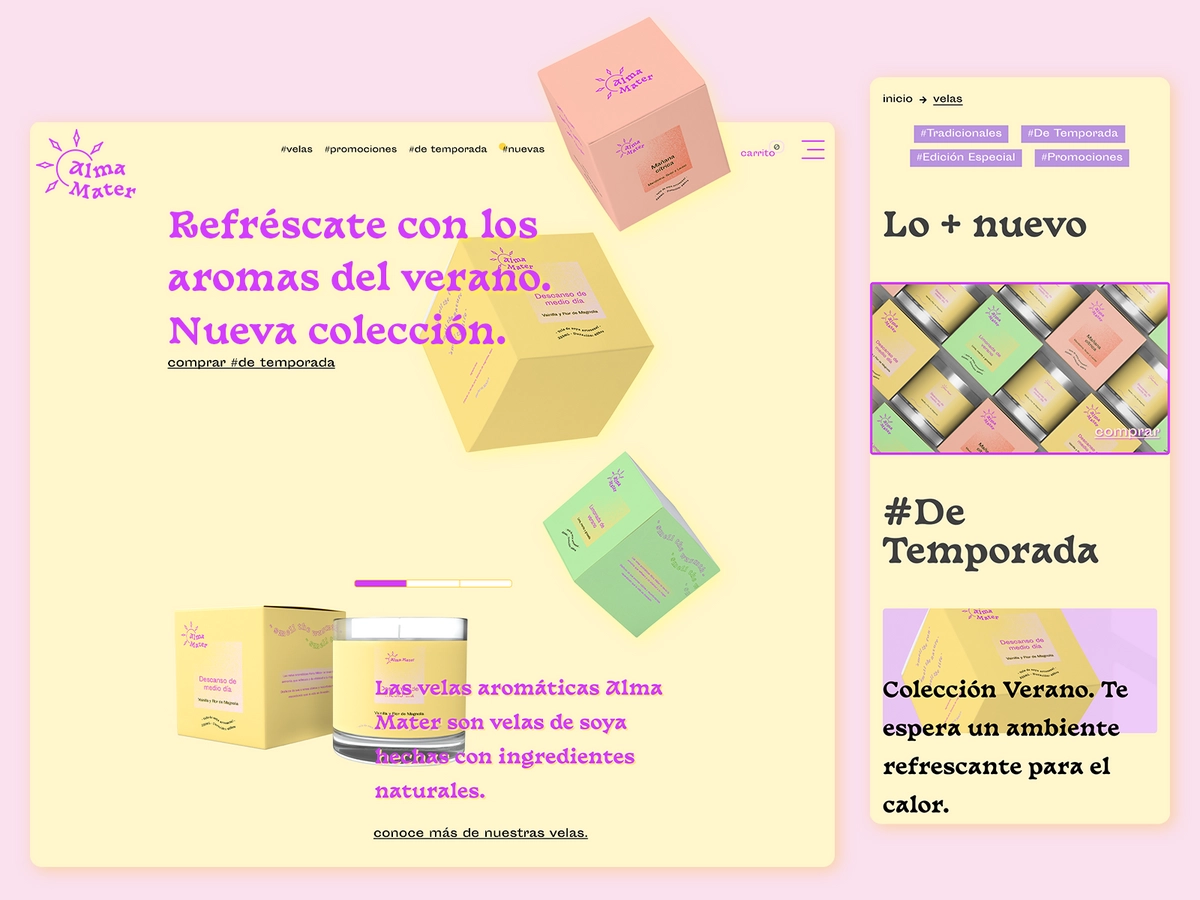 Alma
Mater
#velas
#promociones
#de temporada
#nuevas
carrito
0
Refréscate con los
aromas del verano.
Nueva colección.
comprar #de temporada
Alma
Mater
Alma
Mater
Mañana
cítrica
Alma
Mater
Descanso de
medio día
Vainilla y Flor de Magnolia
Limonada de
verano
Alma
Mater
Descanso de
medio día
Vainilla y Flor de Magnolia
Alma Mater
Las velas aromáticas Alma
Mater son velas de soya
hechas con ingredientes
naturales.
conoce más de nuestras velas.
inicio → velas
#Tradicionales
#De Temporada
#Edición Especial
#Promociones
Lo + nuevo
comprar
#De
Temporada
Alma
Mater
Descanso de
medio día
Vainilla y Flor de Magnolia
Colección Verano. Te
espera un ambiente
refrescante para el
calor.